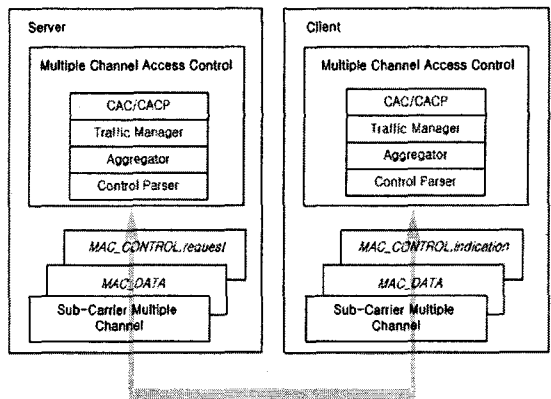 Server
Multiple Channel Access Control
CAC/CACP
Traffic Manager
Aggregator
Control Parser
MAC_CONTROL.request
MAC_DATA
Sub-Carrier Multiple
Channel
Client
Multiple Channel Access Control
CAC/CACP
Traffic Manager
Aggregator
Control Parser
MAC_CONTROL.indication
MAC_DATA
Sub-Carrier Multiple
Channel